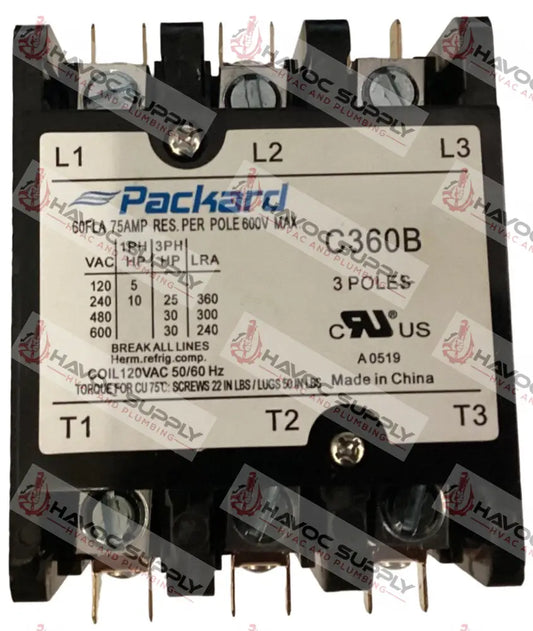 L1 L2 L3
Packard
60FLA 75AMP RES. PER POLE 600V MAX
C360B
3 POLES
1PH 3PH
VAC HP HP LRA
120 5
240 10 25 360
480 30 300
600 30 240
BREAK ALL LINES
Herm.refrig.comp.
COIL120VAC 50/60 Hz
TORQUE FOR CU 75C: SCREWS 22 IN LBS / LUGS 50 IN LBS
C RU US
A0519
Made in China
T1 T2 T3
HAVOC SUPPLY
HVAC AND PLUMBING